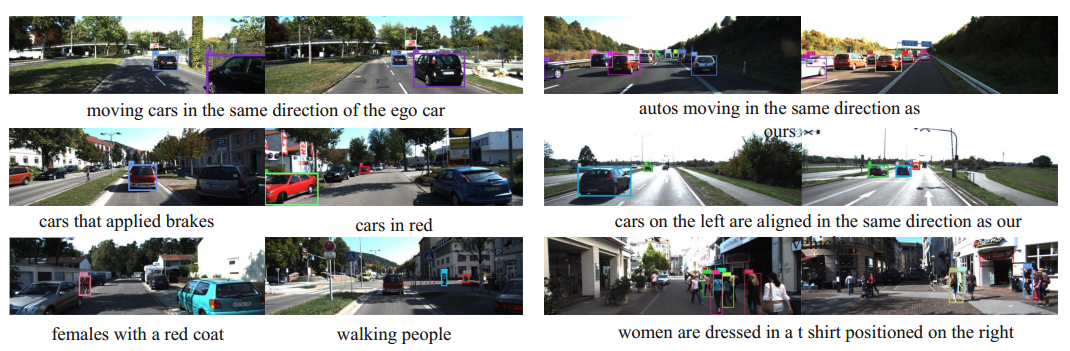 moving cars in the same direction of the ego car
autos moving in the same direction as
ours
cars that applied brakes
cars in red
cars on the left are aligned in the same direction as our
females with a red coat
walking people
women are dressed in a t shirt positioned on the right